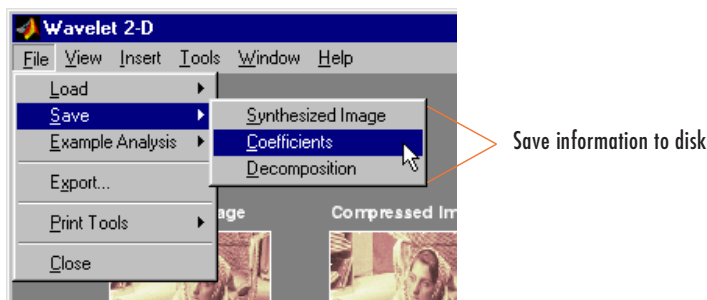 Wavelet 2-D
File View Insert Tools Window Help
Load
Save
Example Analysis
Export...
Print Tools
Close
Synthesized Image
Coefficients
Decomposition
Save information to disk
age
Compressed Im